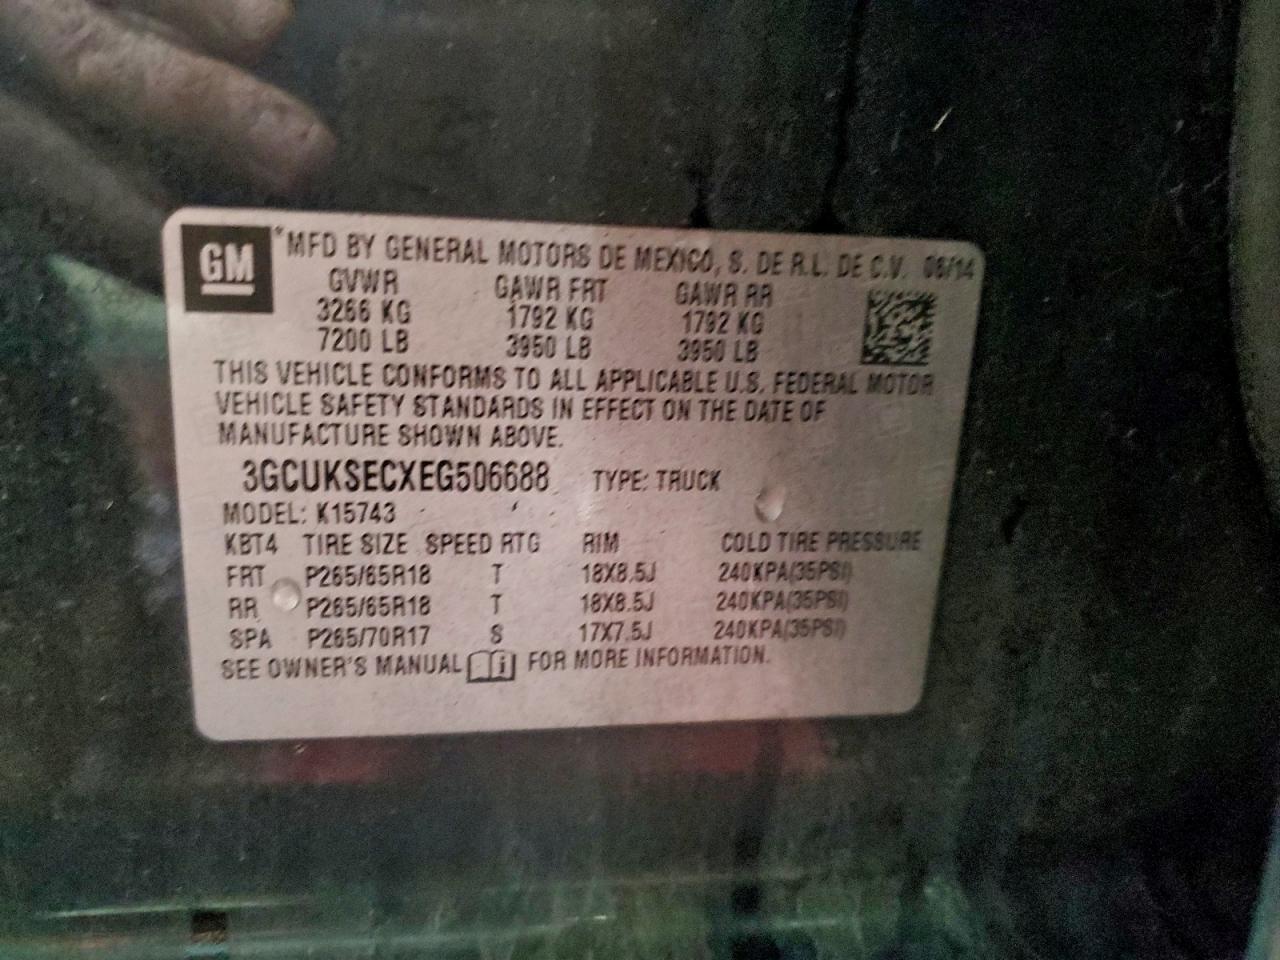 GM
*MFD BY GENERAL MOTORS DE MEXICO, S. DE R.L. DE C.V. 06/14
GVWR GAWR FRT GAWR RR
3266 KG 1792 KG 1792 KG
7200 LB 3950 LB 3950 LB
THIS VEHICLE CONFORMS TO ALL APPLICABLE U.S. FEDERAL MOTOR
VEHICLE SAFETY STANDARDS IN EFFECT ON THE DATE OF
MANUFACTURE SHOWN ABOVE.
3GCUKSECXEG506688 TYPE: TRUCK
MODEL: K15743
KBT4 TIRE SIZE SPEED RTG RIM COLD TIRE PRESSURE
FRT P265/65R18 T 18X8.5J 240KPA(35PSI)
RR P265/65R18 T 18X8.5J 240KPA(35PSI)
SPA P265/70R17 S 17X7.5J 240KPA(35PSI)
SEE OWNER'S MANUAL i FOR MORE INFORMATION.